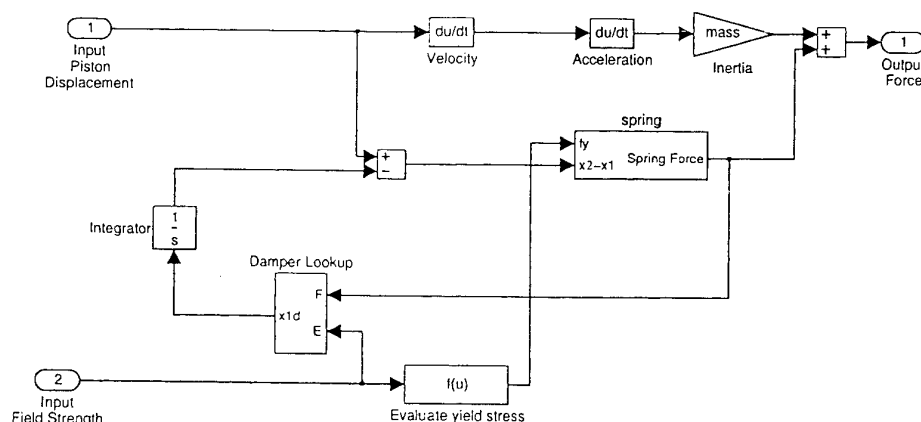 1
Input
Piston
Displacement
du/dt
Velocity
du/dt
Acceleration
mass
Inertia
+
+
1
Output
Force
spring
fy
x2-x1
Spring Force
+
−
Integrator
1
s
Damper Lookup
F
x1d
E
2
Input
Field Strength
f(u)
Evaluate yield stress